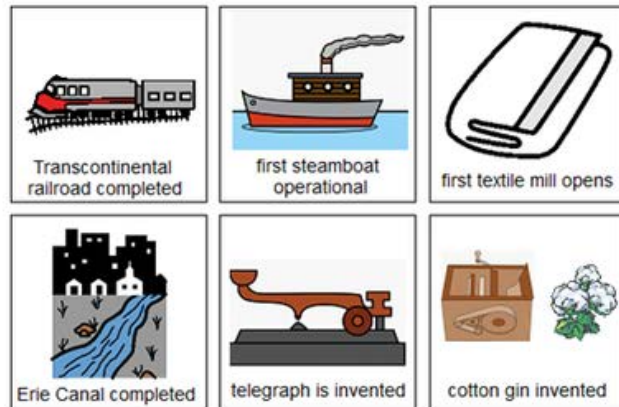 Transcontinental
railroad completed
first steamboat
operational
first textile mill opens
Erie Canal completed
telegraph is invented
cotton gin invented